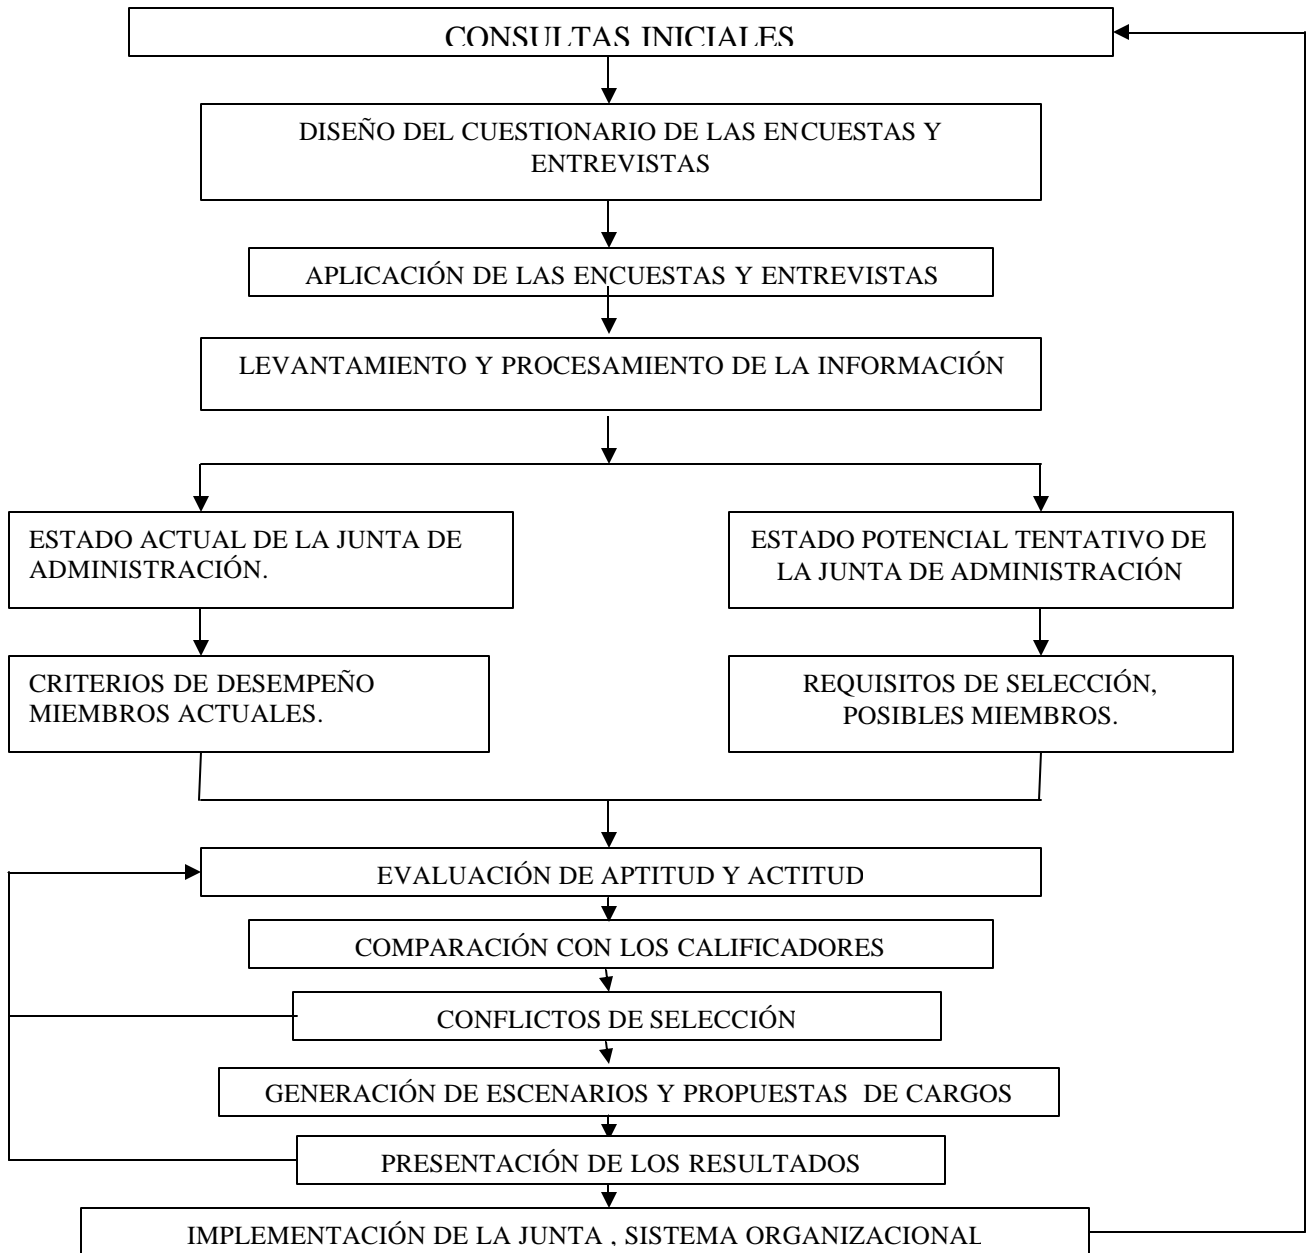 CONSULTAS INICIALES
DISEÑO DEL CUESTIONARIO DE LAS ENCUESTAS Y
ENTREVISTAS
APLICACIÓN DE LAS ENCUESTAS Y ENTREVISTAS
LEVANTAMIENTO Y PROCESAMIENTO DE LA INFORMACIÓN
ESTADO ACTUAL DE LA JUNTA DE
ADMINISTRACIÓN.
ESTADO POTENCIAL TENTATIVO DE
LA JUNTA DE ADMINISTRACIÓN
CRITERIOS DE DESEMPEÑO
MIEMBROS ACTUALES.
REQUISITOS DE SELECCIÓN,
POSIBLES MIEMBROS.
EVALUACIÓN DE APTITUD Y ACTITUD
COMPARACIÓN CON LOS CALIFICADORES
CONFLICTOS DE SELECCIÓN
GENERACIÓN DE ESCENARIOS Y PROPUESTAS DE CARGOS
PRESENTACIÓN DE LOS RESULTADOS
IMPLEMENTACIÓN DE LA JUNTA , SISTEMA ORGANIZACIONAL